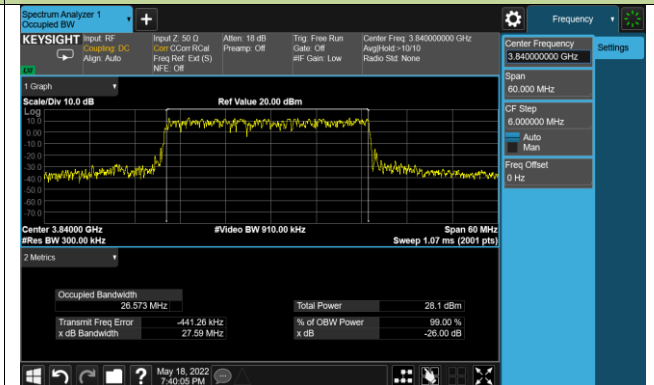 Spectrum Analyzer 1
Occupied BW
+
Frequency
KEYSIGHT
Input: RF
Coupling: DC
Align: Auto
Input Z: 50 Ω
Corr CCorr RCal
Freq Ref: Ext (S)
NFE: Off
Atten: 18 dB
Preamp: Off
Trig: Free Run
Gate: Off
#IF Gain: Low
Center Freq: 3.840000000 GHz
Avg|Hold:>10/10
Radio Std: None
Center Frequency
3.840000000 GHz
Settings
Span
60.000 MHz
CF Step
6.000000 MHz
Auto
Man
Freq Offset
0 Hz
1 Graph
Scale/Div 10.0 dB
Ref Value 20.00 dBm
Log
10.0
0.00
-10.0
-20.0
-30.0
-40.0
-50.0
-60.0
-70.0
Center 3.84000 GHz
#Video BW 910.00 kHz
Span 60 MHz
#Res BW 300.00 kHz
Sweep 1.07 ms (2001 pts)
2 Metrics
Occupied Bandwidth
26.573 MHz
Total Power
28.1 dBm
Transmit Freq Error
-441.26 kHz
% of OBW Power
99.00 %
x dB Bandwidth
27.59 MHz
x dB
-26.00 dB
?
May 18, 2022
7:40:05 PM